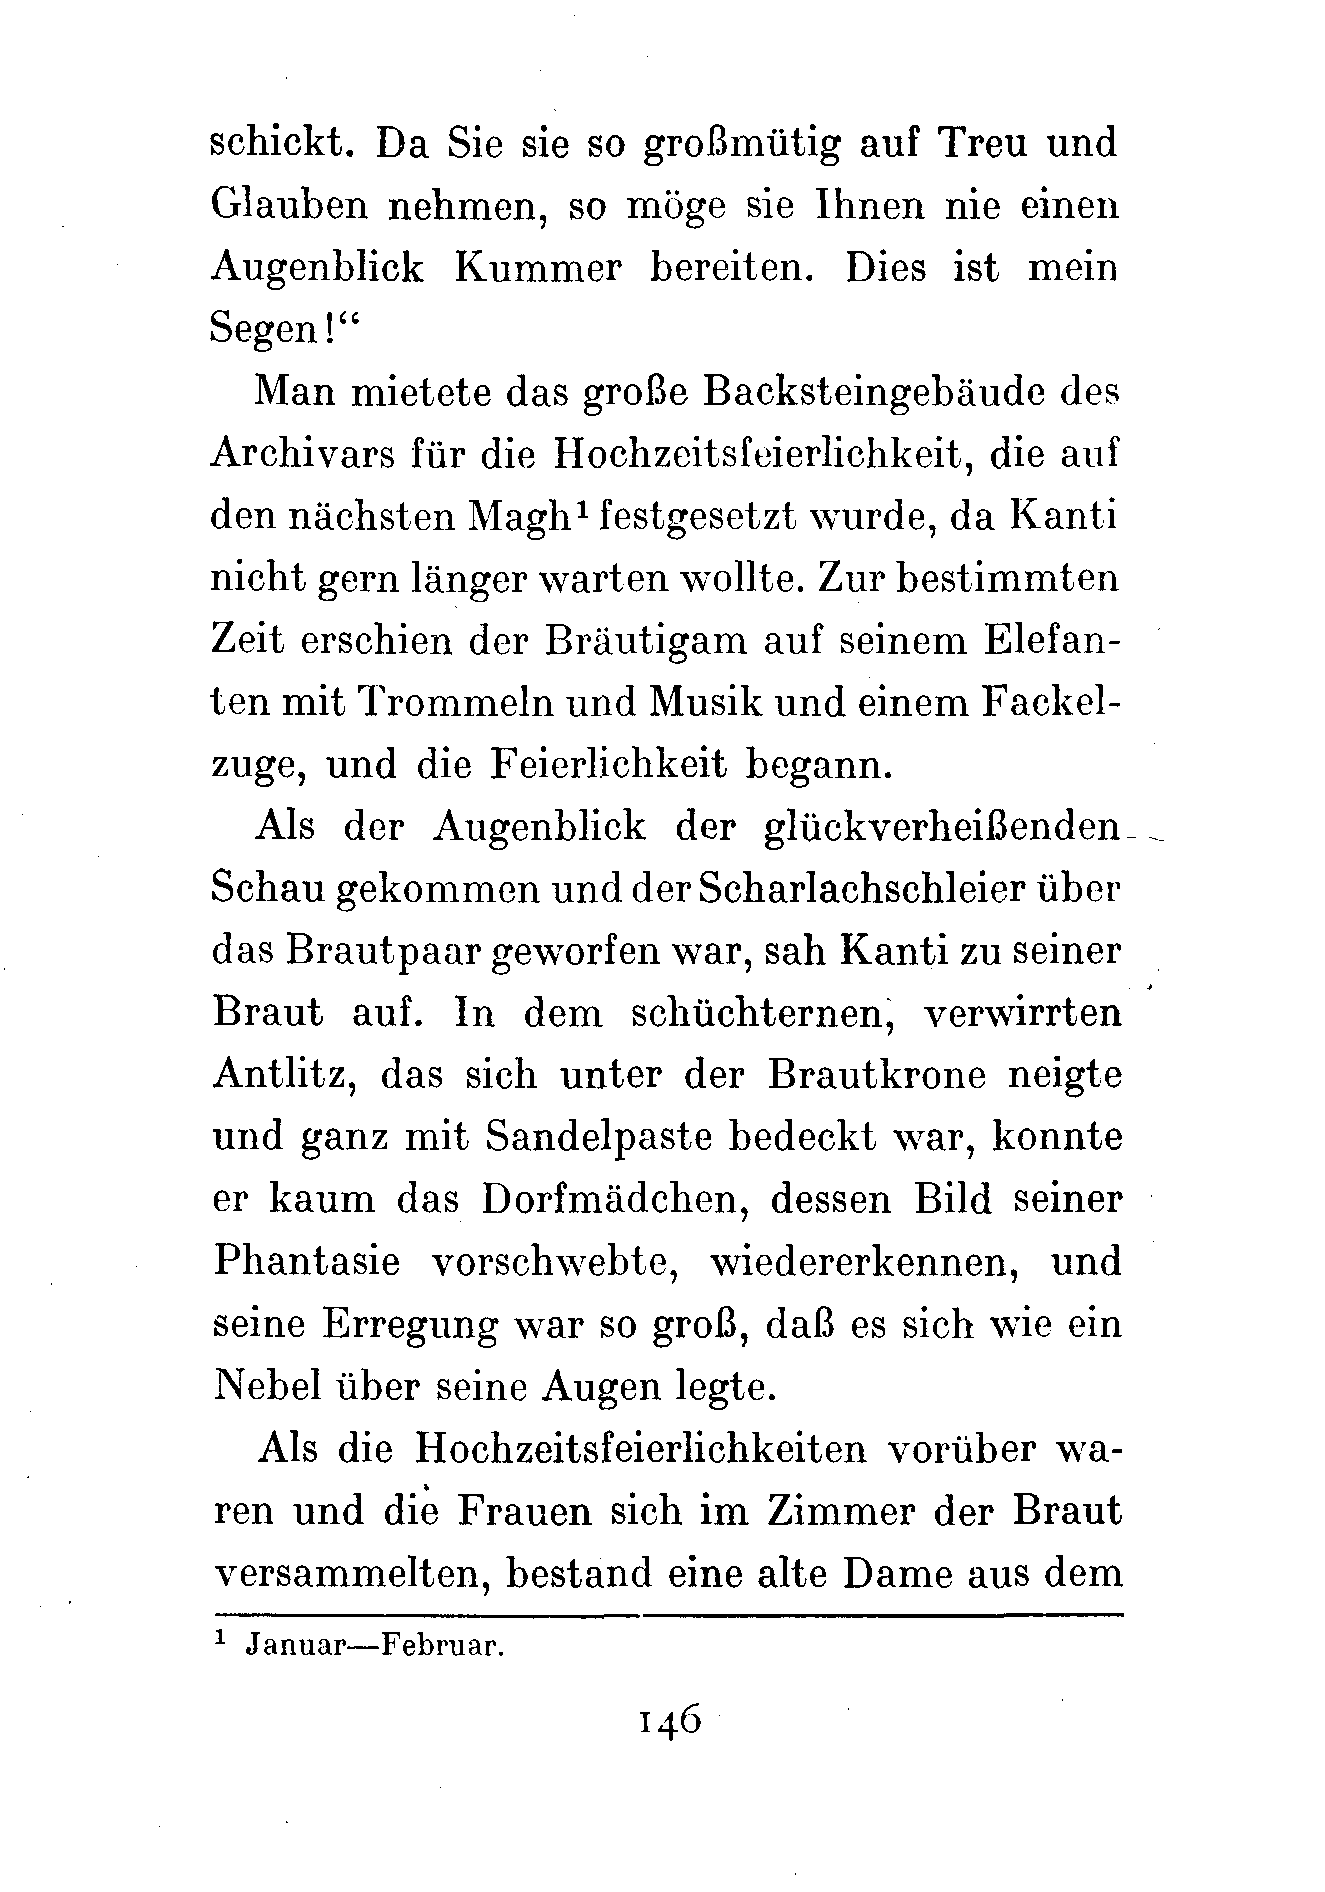 schickt. Da Sie sie so großmütig auf Treu und
Glauben nehmen, so möge sie Ihnen nie einen
Augenblick Kummer bereiten. Dies ist mein
Segen!“
Man mietete das große Backsteingebäude des
Archivars für die Hochzeitsfeierlichkeit, die auf
den nächsten Magh¹ festgesetzt wurde, da Kanti
nicht gern länger warten wollte. Zur bestimmten
Zeit erschien der Bräutigam auf seinem Elefan-
ten mit Trommeln und Musik und einem Fackel-
zuge, und die Feierlichkeit begann.
Als der Augenblick der glückverheißenden
Schau gekommen und der Scharlachschleier über
das Brautpaar geworfen war, sah Kanti zu seiner
Braut auf. In dem schüchternen, verwirrten
Antlitz, das sich unter der Brautkrone neigte
und ganz mit Sandelpaste bedeckt war, konnte
er kaum das Dorfmädchen, dessen Bild seiner
Phantasie vorschwebte, wiedererkennen, und
seine Erregung war so groß, daß es sich wie ein
Nebel über seine Augen legte.
Als die Hochzeitsfeierlichkeiten vorüber wa-
ren und die Frauen sich im Zimmer der Braut
versammelten, bestand eine alte Dame aus dem
¹ Januar—Februar.
146